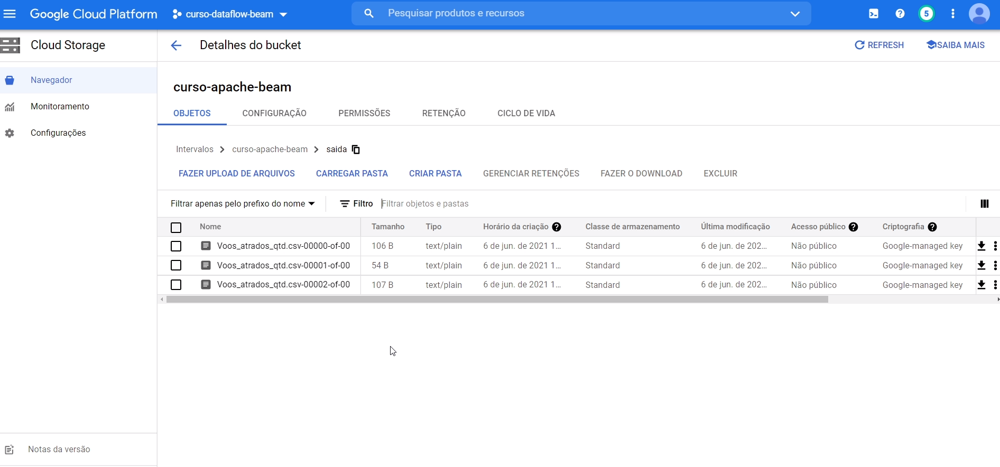 Google Cloud Platform curso-dataflow-beam Pesquisar produtos e recursos 5
Cloud Storage
Detalhes do bucket REFRESH SAIBA MAIS
Navegador
Monitoramento
Configurações
curso-apache-beam
OBJETOS CONFIGURAÇÃO PERMISSÕES RETENÇÃO CICLO DE VIDA
Intervalos curso-apache-beam saida
FAZER UPLOAD DE ARQUIVOS CARREGAR PASTA CRIAR PASTA GERENCIAR RETENÇÕES FAZER O DOWNLOAD EXCLUIR
Filtrar apenas pelo prefixo do nome Filtro Filtrar objetos e pastas
Nome Tamanho Tipo Horário da criação Classe de armazenamento Última modificação Acesso público Criptografia
Voos_atrados_qtd.csv-00000-of-00 106 B text/plain 6 de jun. de 2021 1... Standard 6 de jun. de 202... Não público Google-managed key
Voos_atrados_qtd.csv-00001-of-00 54 B text/plain 6 de jun. de 2021 1... Standard 6 de jun. de 202... Não público Google-managed key
Voos_atrados_qtd.csv-00002-of-00 107 B text/plain 6 de jun. de 2021 1... Standard 6 de jun. de 202... Não público Google-managed key
Notas da versão